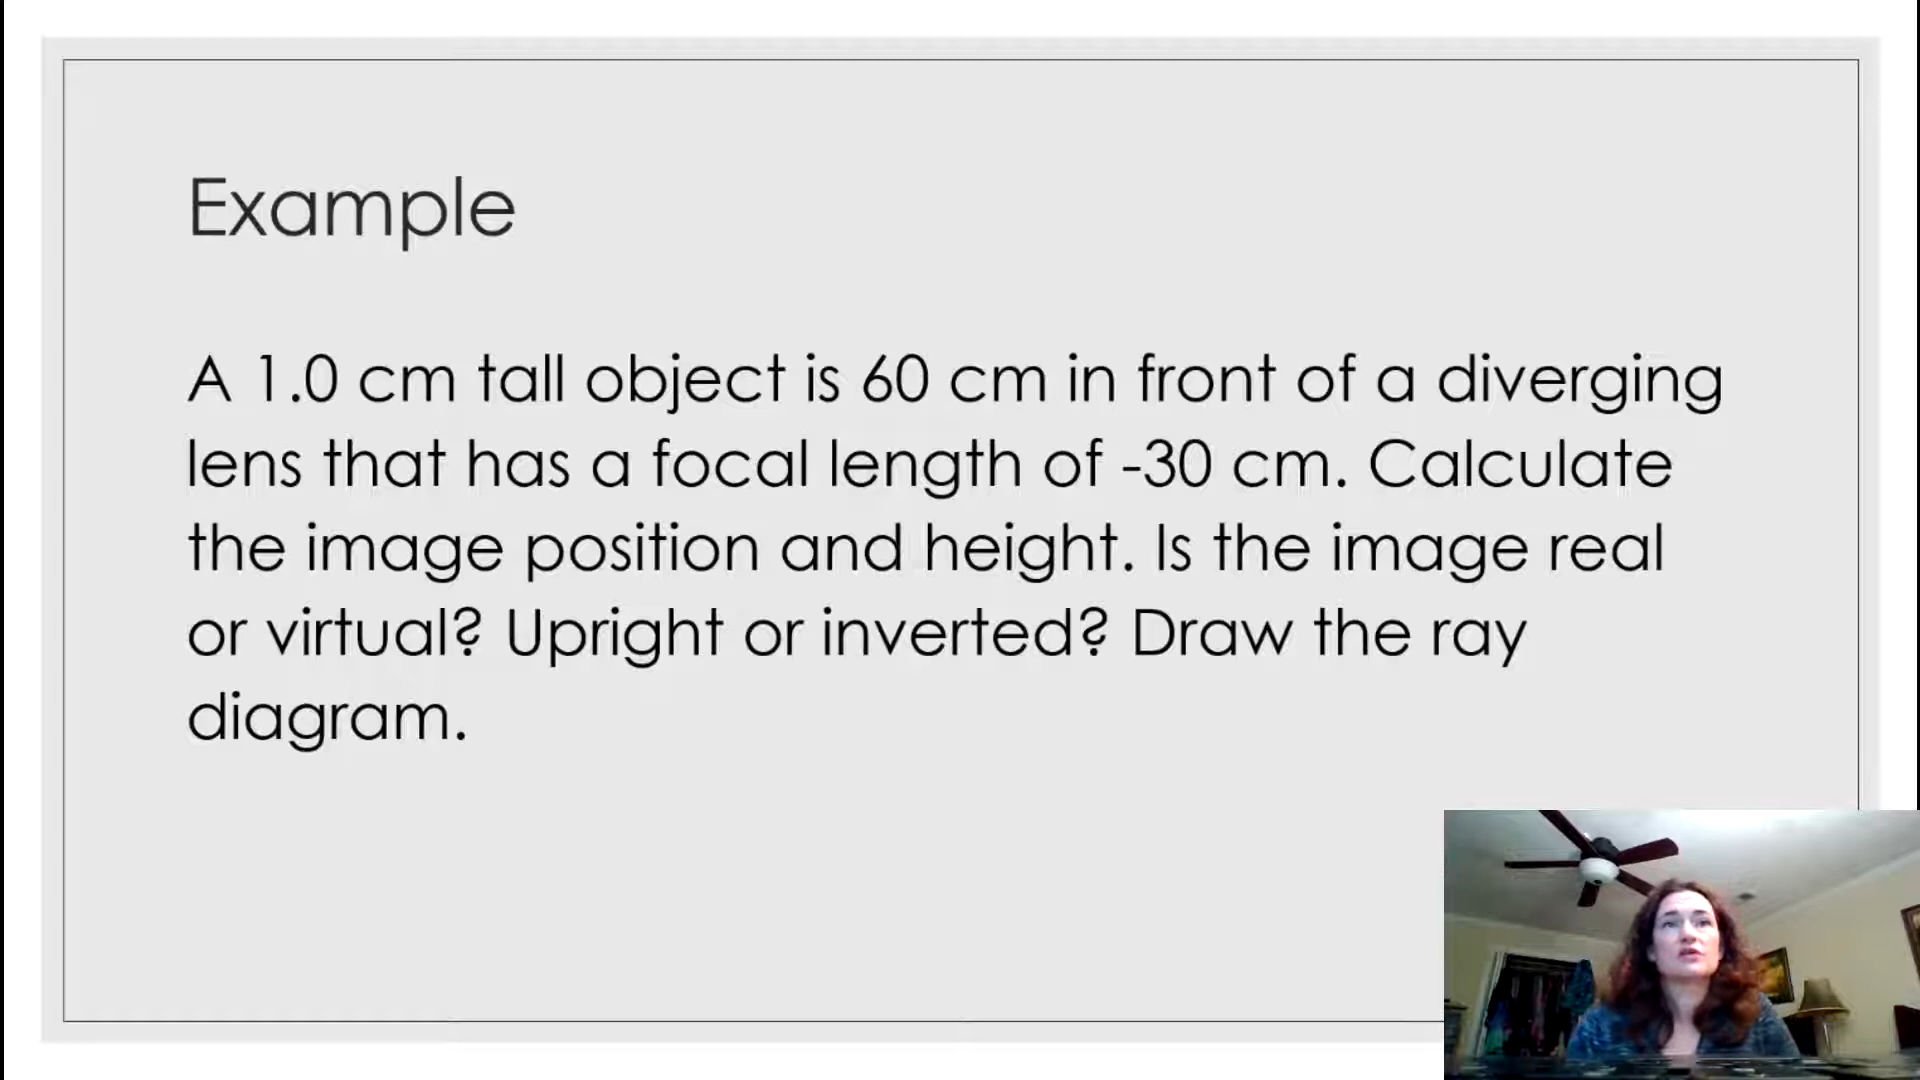 Example
A 1.0 cm tall object is 60 cm in front of a diverging
lens that has a focal length of -30 cm. Calculate
the image position and height. Is the image real
or virtual? Upright or inverted? Draw the ray
diagram.